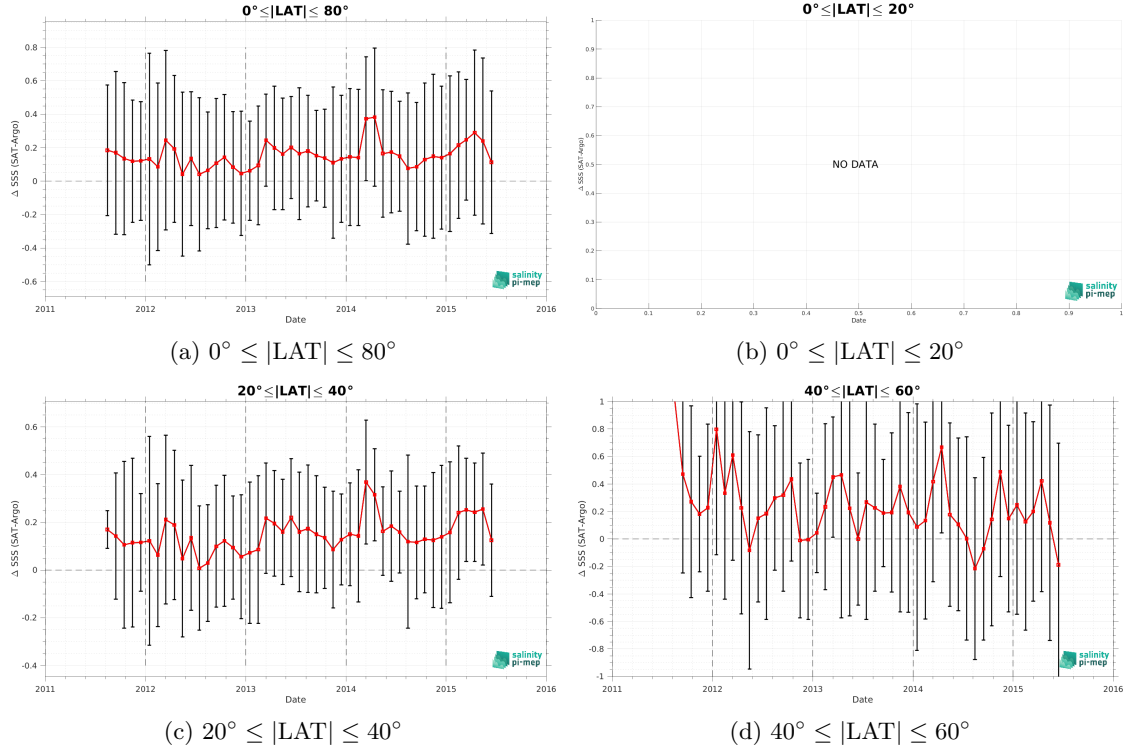 0°≤|LAT|≤ 80°
Δ SSS (SAT-Argo)
0.8
0.6
0.4
0.2
0
-0.2
-0.4
-0.6
2011 2012 2013 2014 2015 2016
Date
salinity
pi-mep
(a) 0° ≤ |LAT| ≤ 80°
0°≤|LAT|≤ 20°
Δ SSS (SAT-Argo)
1
0.9
0.8
0.7
0.6
0.5
0.4
0.3
0.2
0.1
0
NO DATA
0 0.1 0.2 0.3 0.4 0.5 0.6 0.7 0.8 0.9 1
Date
salinity
pi-mep
(b) 0° ≤ |LAT| ≤ 20°
20°≤|LAT|≤ 40°
Δ SSS (SAT-Argo)
0.6
0.4
0.2
0
-0.2
-0.4
2011 2012 2013 2014 2015 2016
Date
salinity
pi-mep
(c) 20° ≤ |LAT| ≤ 40°
40°≤|LAT|≤ 60°
Δ SSS (SAT-Argo)
1
0.8
0.6
0.4
0.2
0
-0.2
-0.4
-0.6
-0.8
-1
2011 2012 2013 2014 2015 2016
Date
salinity
pi-mep
(d) 40° ≤ |LAT| ≤ 60°